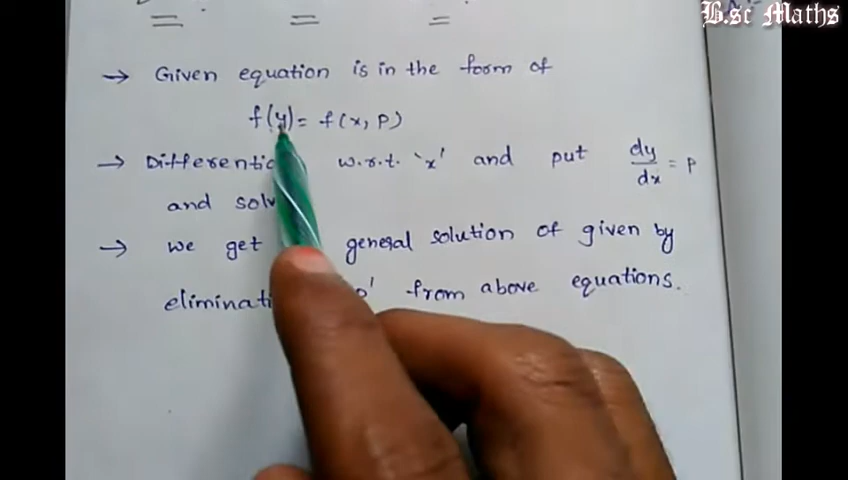 B.sc Maths
→ Given equation is in the form of
f(y) = f(x, p)
→ Differentia w.r.t. 'x' and put dy/dx = p
and solv
→ we get general solution of given by
eliminati 'p' from above equations.